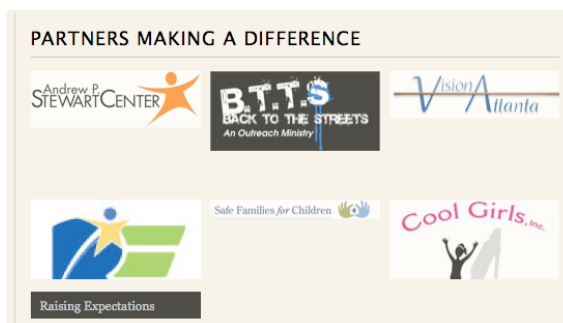 PARTNERS MAKING A DIFFERENCE
Andrew P.
STEWART CENTER
B.T.T.S
BACK TO THE STREETS
An Outreach Ministry
Vision
Atlanta
Safe Families for Children
Cool Girls, Inc.
Raising Expectations